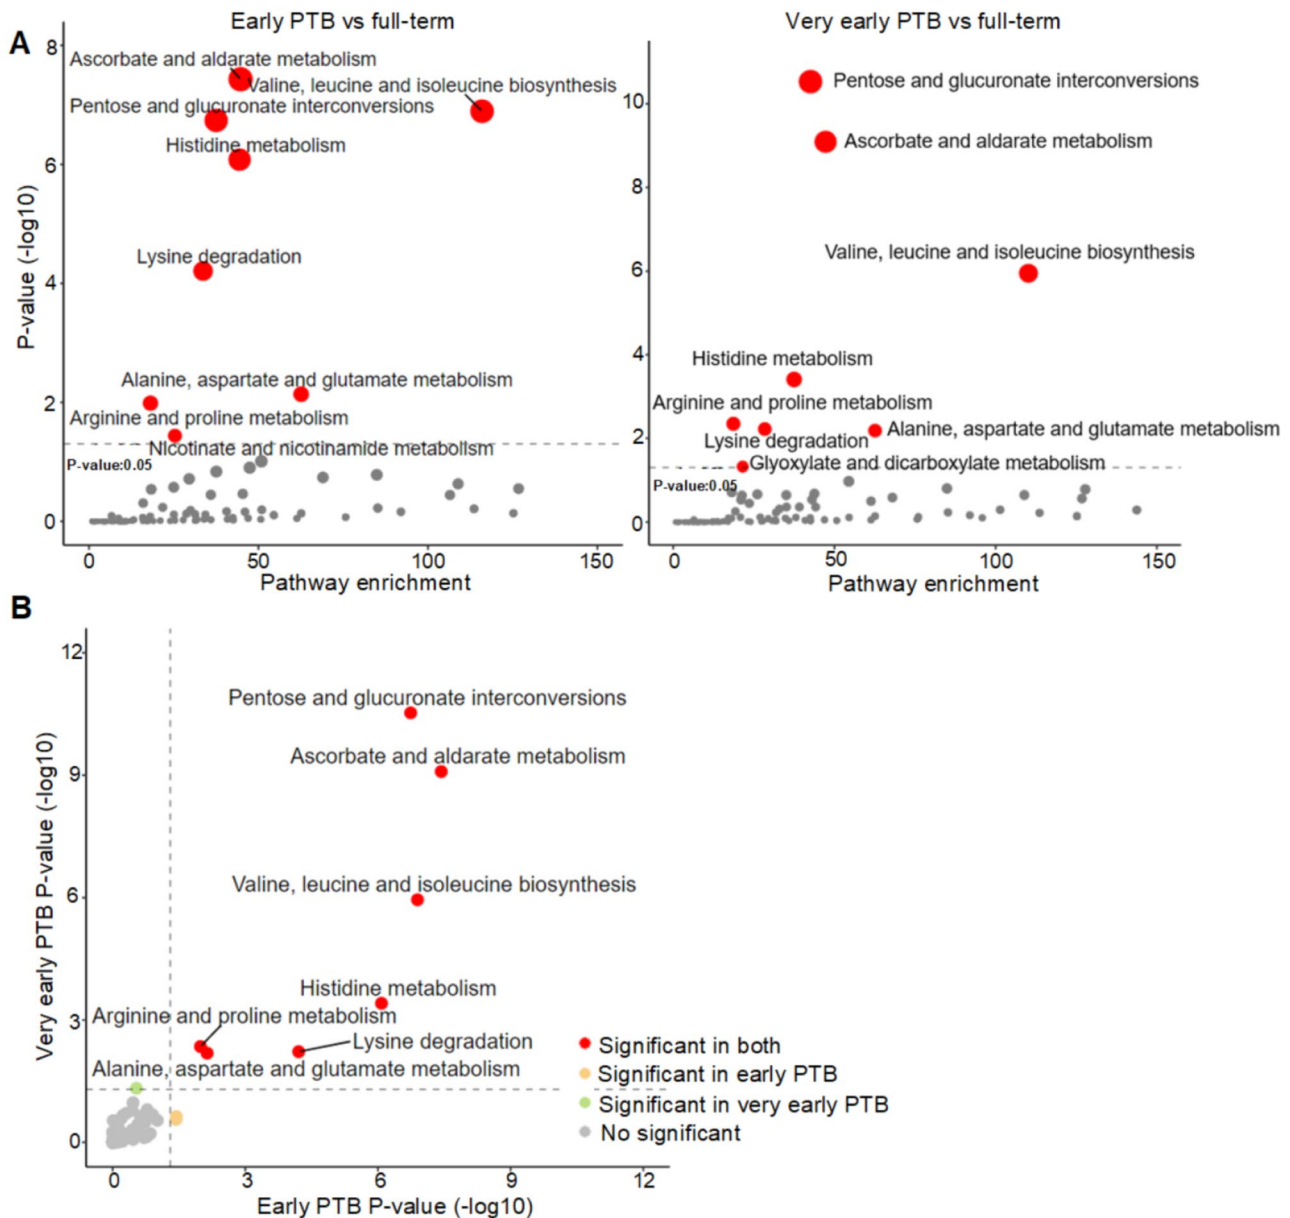 A
Early PTB vs full-term
8
6
4
2
0
P-value (-log10)
Ascorbate and aldarate metabolism
Valine, leucine and isoleucine biosynthesis
Pentose and glucuronate interconversions
Histidine metabolism
Lysine degradation
Alanine, aspartate and glutamate metabolism
Arginine and proline metabolism
Nicotinate and nicotinamide metabolism
P-value:0.05
0 50 100 150
Pathway enrichment
Very early PTB vs full-term
10
8
6
4
2
0
Pentose and glucuronate interconversions
Ascorbate and aldarate metabolism
Valine, leucine and isoleucine biosynthesis
Histidine metabolism
Arginine and proline metabolism
Alanine, aspartate and glutamate metabolism
Lysine degradation
Glyoxylate and dicarboxylate metabolism
P-value:0.05
0 50 100 150
Pathway enrichment
B
12
9
6
3
0
Very early PTB P-value (-log10)
Pentose and glucuronate interconversions
Ascorbate and aldarate metabolism
Valine, leucine and isoleucine biosynthesis
Histidine metabolism
Arginine and proline metabolism
Lysine degradation
Alanine, aspartate and glutamate metabolism
Significant in both
Significant in early PTB
Significant in very early PTB
No significant
0 3 6 9 12
Early PTB P-value (-log10)